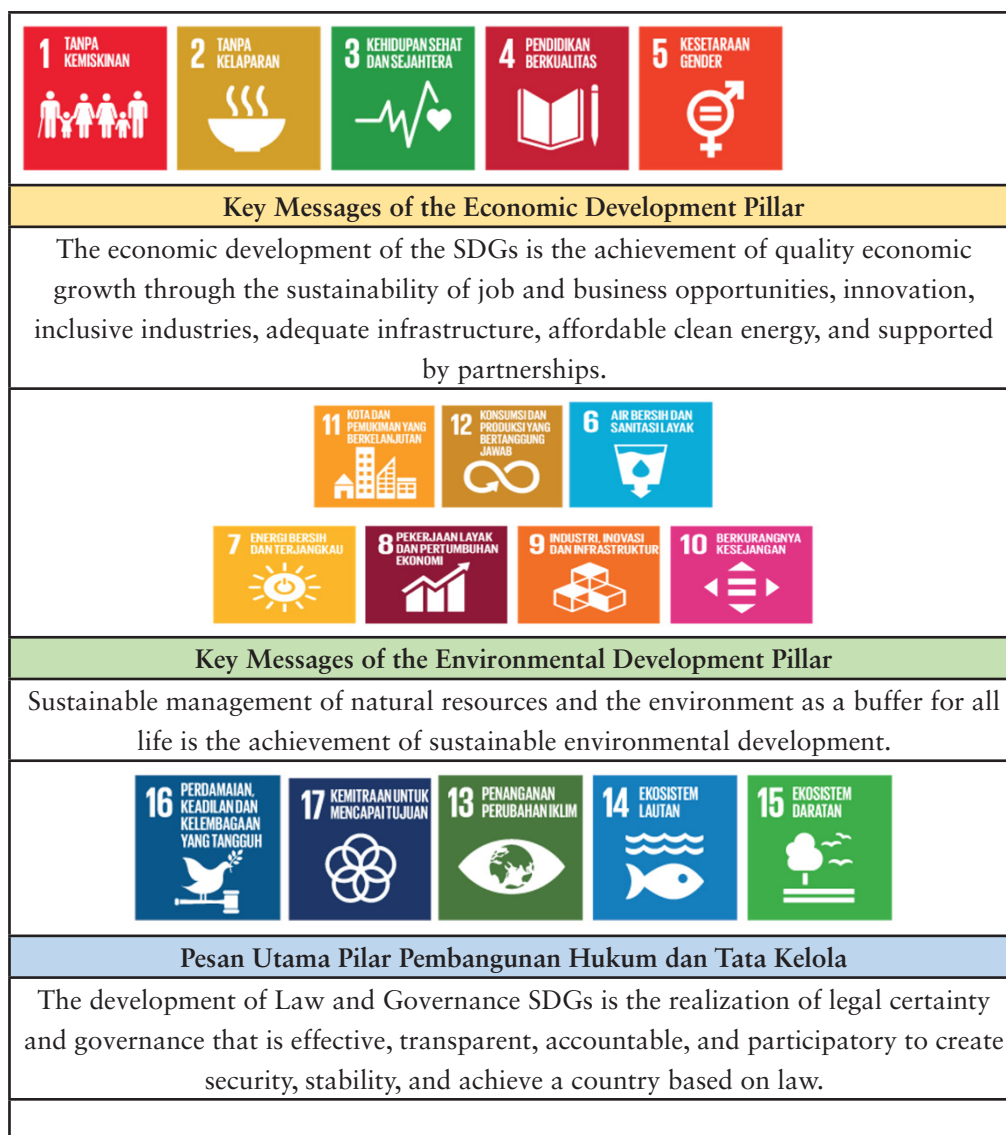 1 TANPA
KEMISKINAN
2 TANPA
KELAPARAN
3 KEHIDUPAN SEHAT
DAN SEJAHTERA
4 PENDIDIKAN
BERKUALITAS
5 KESETARAAN
GENDER
Key Messages of the Economic Development Pillar
The economic development of the SDGs is the achievement of quality economic
growth through the sustainability of job and business opportunities, innovation,
inclusive industries, adequate infrastructure, affordable clean energy, and supported
by partnerships.
11 KOTA DAN
PEMUKIMAN YANG
BERKELANJUTAN
12 KONSUMSI DAN
PRODUKSI YANG
BERTANGGUNG
JAWAB
6 AIR BERSIH DAN
SANITASI LAYAK
7 ENERGI BERSIH
DAN TERJANGKAU
8 PEKERJAAN LAYAK
DAN PERTUMBUHAN
EKONOMI
9 INDUSTRI, INOVASI
DAN INFRASTRUKTUR
10 BERKURANGNYA
KESEJANGAN
Key Messages of the Environmental Development Pillar
Sustainable management of natural resources and the environment as a buffer for all
life is the achievement of sustainable environmental development.
16 PERDAMAIAN,
KEADILAN DAN
KELEMBAGAAN
YANG TANGGUH
17 KEMITRAAN UNTUK
MENCAPAI TUJUAN
13 PENANGANAN
PERUBAHAN IKLIM
14 EKOSISTEM
LAUTAN
15 EKOSISTEM
DARATAN
Pesan Utama Pilar Pembangunan Hukum dan Tata Kelola
The development of Law and Governance SDGs is the realization of legal certainty
and governance that is effective, transparent, accountable, and participatory to create
security, stability, and achieve a country based on law.